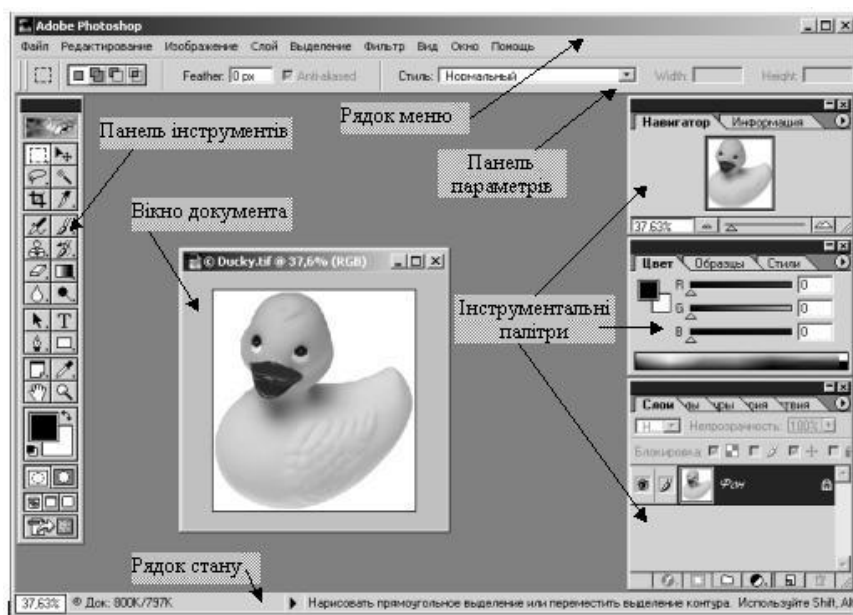 Adobe Photoshop
Файл Редактирование Изображение Слой Выделение Фильтр Вид Окно Помощь
Feather: 0 px Anti-aliased Стиль: Нормальный Width: Height:
Рядок меню
Панель інструментів
Панель параметрів
Вікно документа
Навигатор Информация
37,63%
© Ducky.tif @ 37,6% (RGB)
Цвет Образцы Стили
R 0
G 0
B 0
Інструментальні палітри
Слои
Н... Непрозрачность: 100%
Блокировка:
Фон
Рядок стану
37,63% © Док: 800K/797K Нарисовать прямоугольное выделение или переместить выделение контура. Используйте Shift, Al